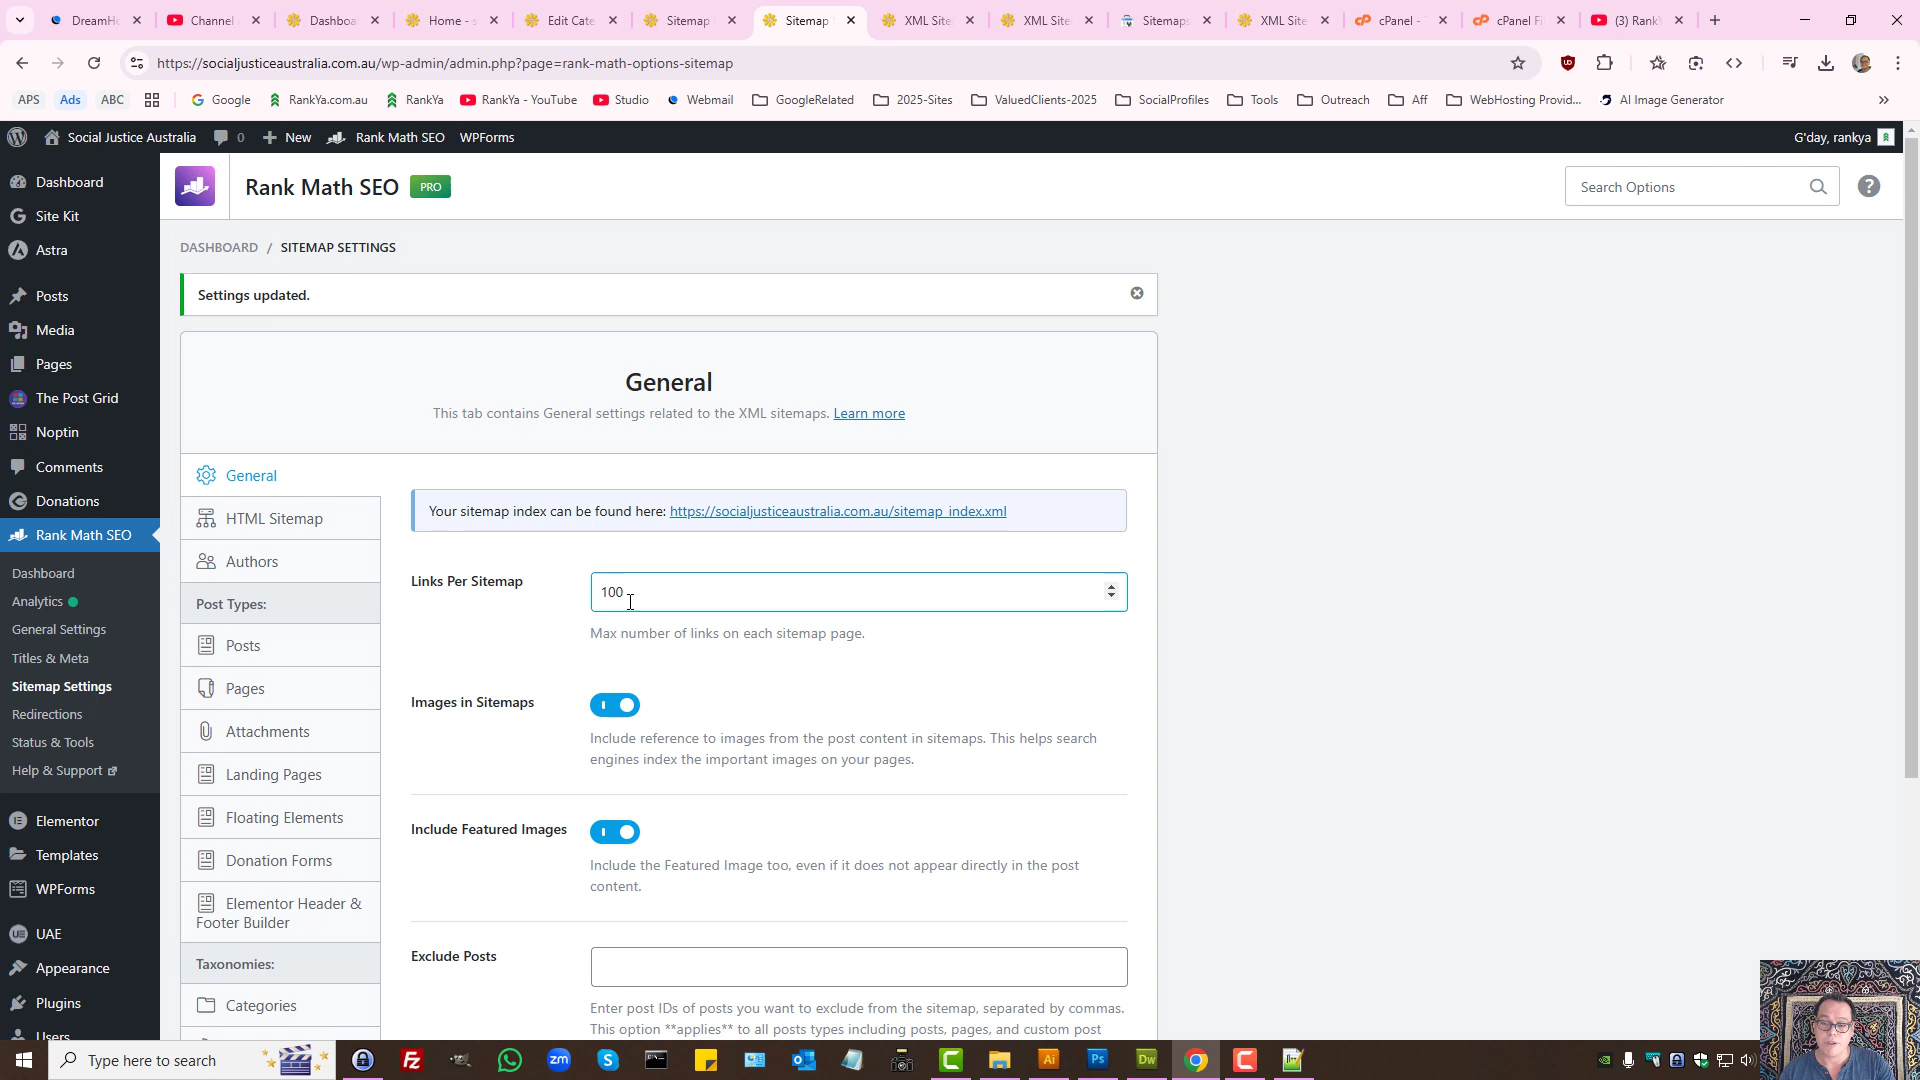 DreamH
Channel
Dashboa
Home - s
Edit Cate
Sitemap
Sitemap
XML Site
XML Site
Sitemaps
XML Site
cPanel -
cPanel Fi
(3) Rank
https://socialjusticeaustralia.com.au/wp-admin/admin.php?page=rank-math-options-sitemap
APS
Ads
ABC
Google
RankYa.com.au
RankYa
RankYa - YouTube
Studio
Webmail
GoogleRelated
2025-Sites
ValuedClients-2025
SocialProfiles
Tools
Outreach
Aff
WebHosting Provid...
AI Image Generator
Social Justice Australia
0
New
Rank Math SEO
WPForms
G'day, rankya
Dashboard
Site Kit
Astra
Posts
Media
Pages
The Post Grid
Noptin
Comments
Donations
Rank Math SEO
Dashboard
Analytics
General Settings
Titles & Meta
Sitemap Settings
Redirections
Status & Tools
Help & Support
Elementor
Templates
WPForms
UAE
Appearance
Plugins
Users
Rank Math SEO
PRO
Search Options
DASHBOARD / SITEMAP SETTINGS
Settings updated.
General
This tab contains General settings related to the XML sitemaps. Learn more
General
HTML Sitemap
Authors
Post Types:
Posts
Pages
Attachments
Landing Pages
Floating Elements
Donation Forms
Elementor Header &
Footer Builder
Taxonomies:
Categories
Your sitemap index can be found here: https://socialjusticeaustralia.com.au/sitemap_index.xml
Links Per Sitemap
100
Max number of links on each sitemap page.
Images in Sitemaps
Include reference to images from the post content in sitemaps. This helps search
engines index the important images on your pages.
Include Featured Images
Include the Featured Image too, even if it does not appear directly in the post
content.
Exclude Posts
Enter post IDs of posts you want to exclude from the sitemap, separated by commas.
This option **applies** to all posts types including posts, pages, and custom post
Type here to search